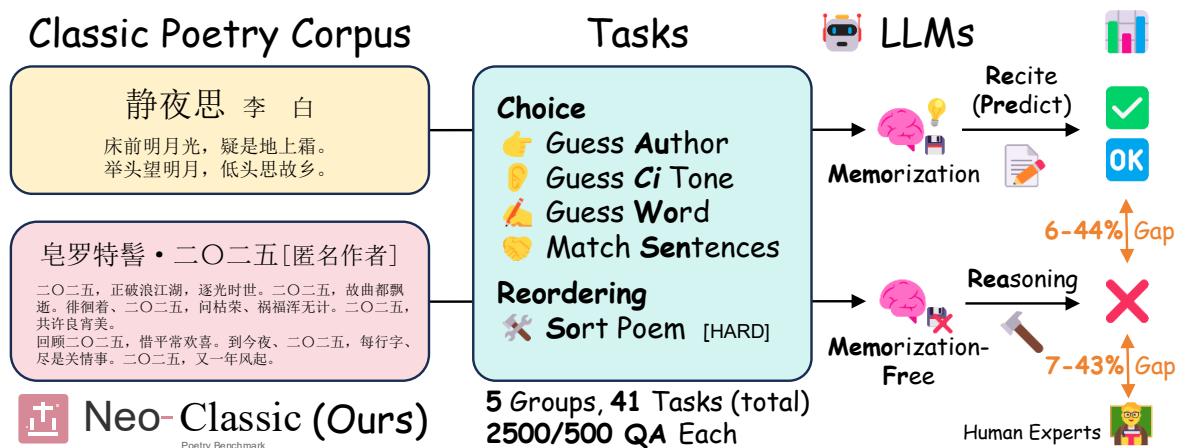 Classic Poetry Corpus
静夜思 李 白
床前明月光，疑是地上霜。
举头望明月，低头思故乡。
皂罗特髻·二〇二五[匿名作者]
二〇二五，正破浪江湖，逐光时世。二〇二五，故曲都飘
逝。徘徊着、二〇二五，问枯荣、祸福浑无计。二〇二五，
共许良宵美。
回顾二〇二五，惜平常欢喜。到今夜、二〇二五，每行字、
尽是关情事。二〇二五，又一年风起。
Neo-Classic (Ours)
Poetry Benchmark
Tasks
Choice
Guess Author
Guess Ci Tone
Guess Word
Match Sentences
Reordering
Sort Poem [HARD]
5 Groups, 41 Tasks (total)
2500/500 QA Each
LLMs
Memorization
Recite
(Predict)
OK
6-44% Gap
Memorization-
Free
Reasoning
7-43% Gap
Human Experts